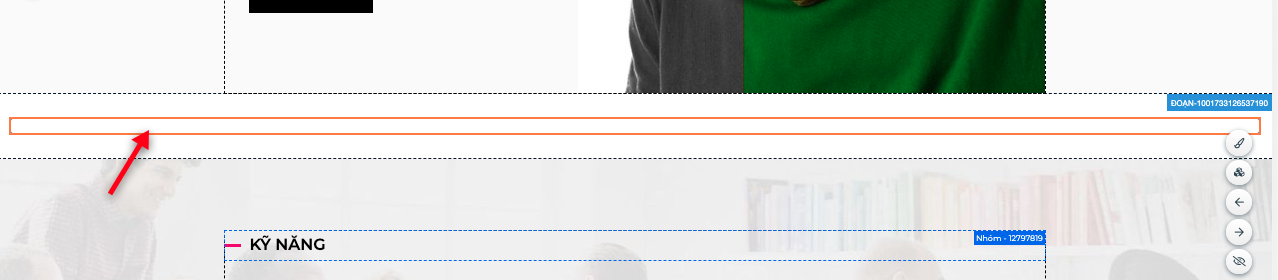 ĐOẠN-1001733126537190
KỸ NĂNG
Nhóm - 12797819